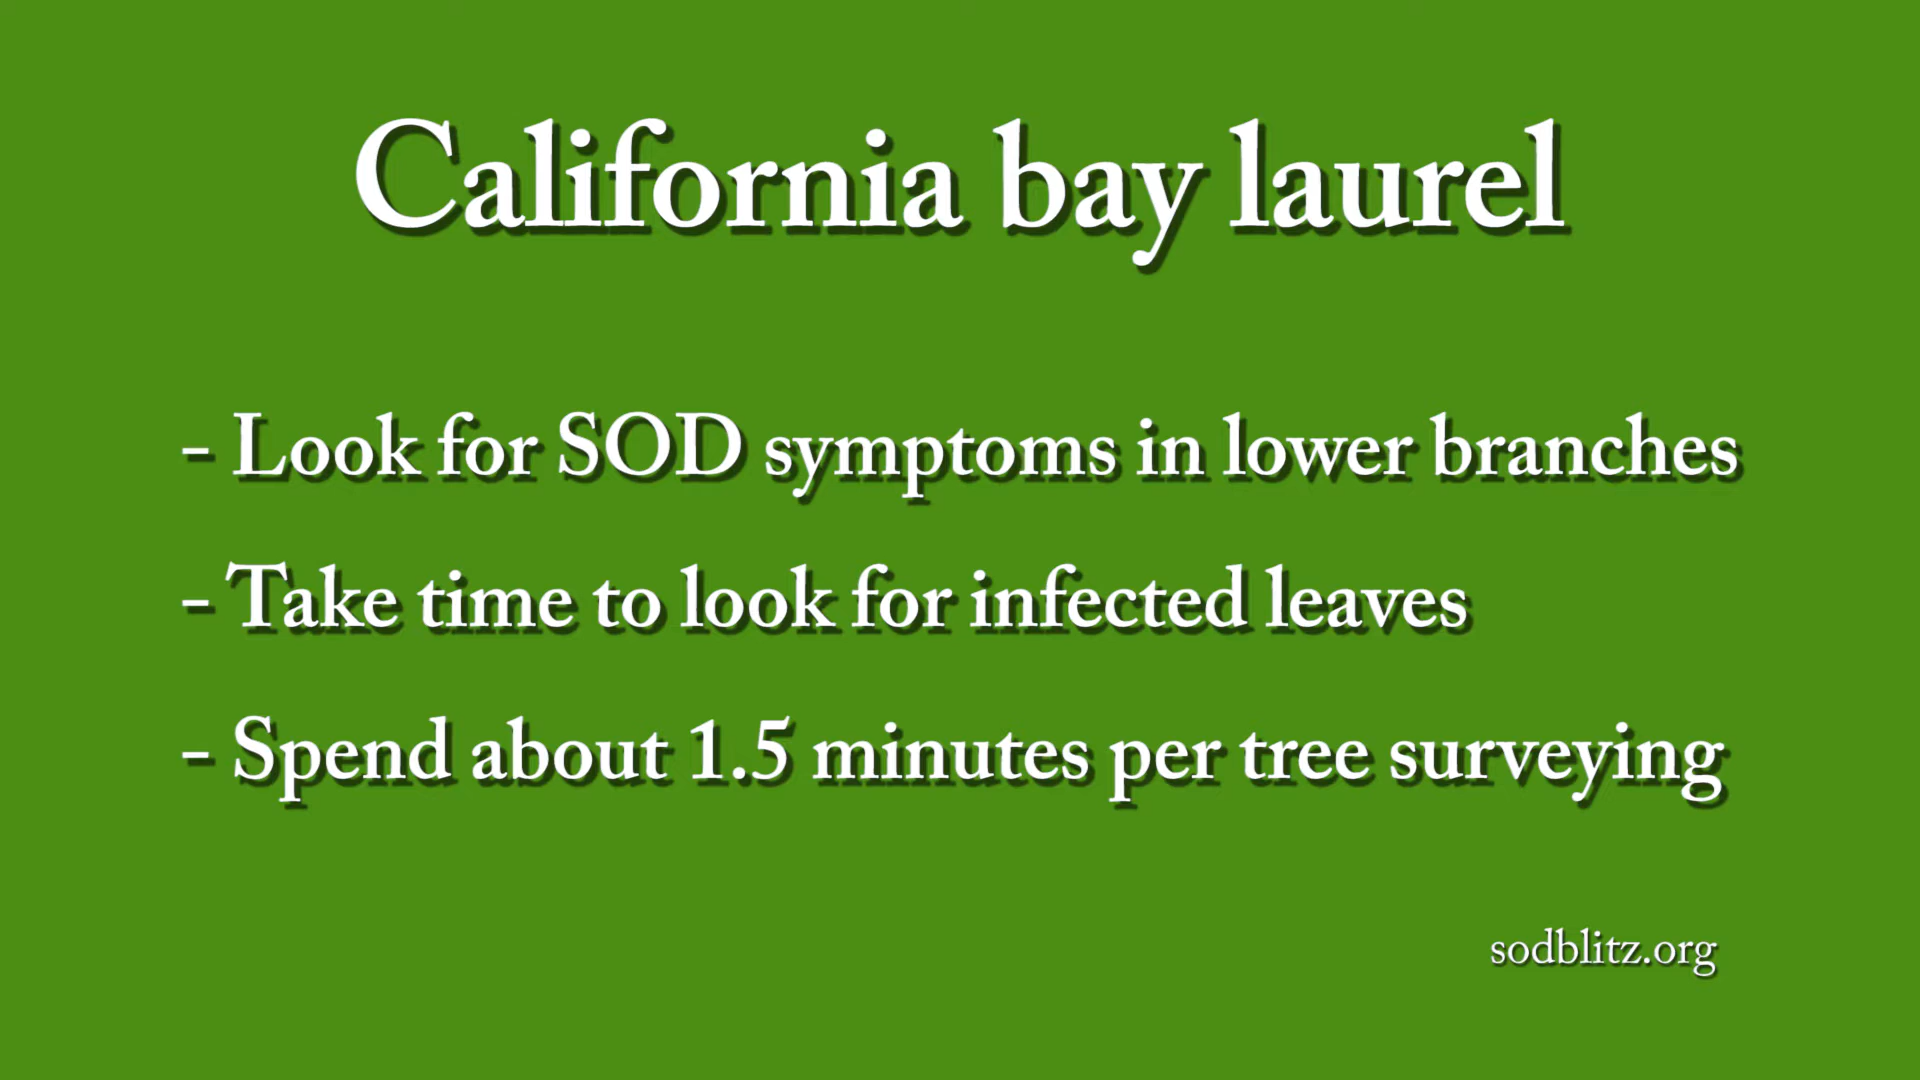 California bay laurel
- Look for SOD symptoms in lower branches
- Take time to look for infected leaves
- Spend about 1.5 minutes per tree surveying
sodblitz.org